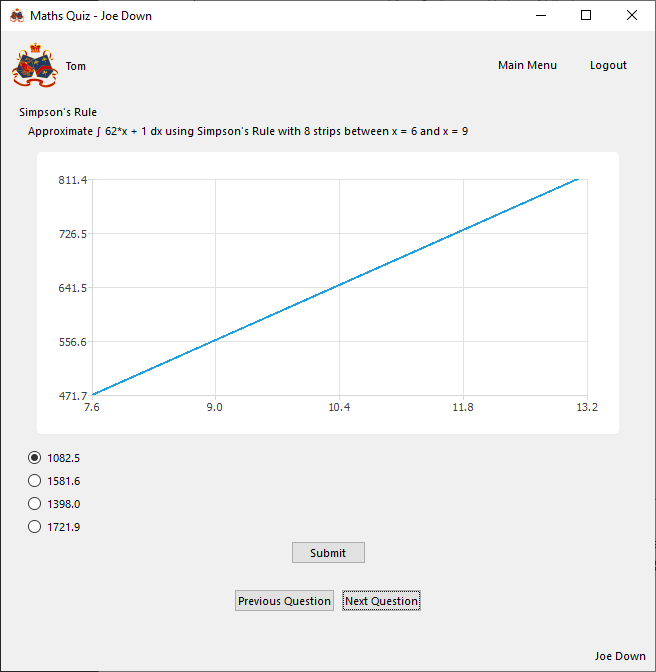 Maths Quiz - Joe Down
Tom
Main Menu
Logout
Simpson's Rule
Approximate ∫ 62*x + 1 dx using Simpson's Rule with 8 strips between x = 6 and x = 9
811.4
726.5
641.5
556.6
471.7
7.6 9.0 10.4 11.8 13.2
1082.5
1581.6
1398.0
1721.9
Submit
Previous Question
Next Question
Joe Down